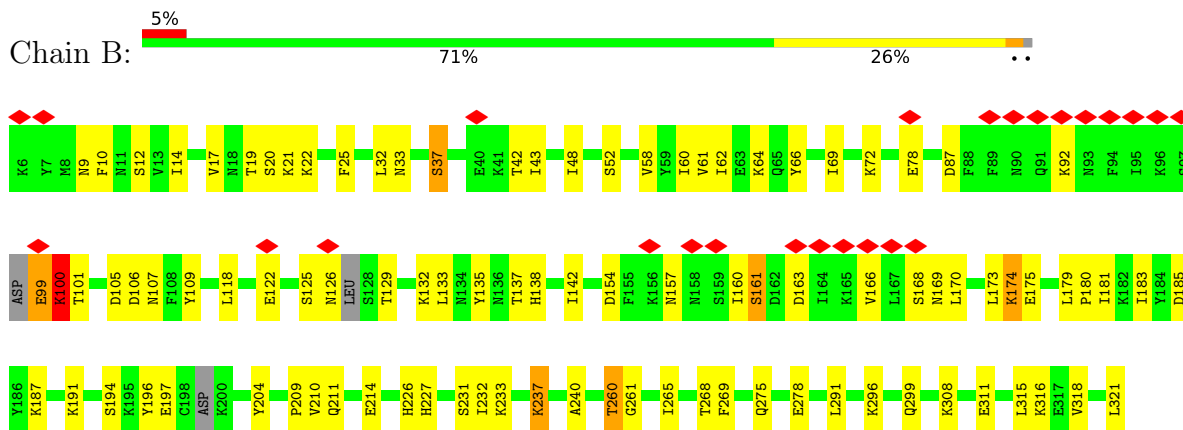 5%
Chain B:
71% 26% • •
K6 Y7 M8 N9 F10 N11 S12 V13 I14 V17 N18 T19 S20 K21 K22 F25 L32 N33 S37 E40 K41 T42 I43 I48 S52 V58 Y59 I60 V61 I62 E63 K64 Q65 Y66 I69 K72 E78 D87 F88 F89 N90 Q91 K92 N93 F94 I95 K96 S97
ASP E99 K100 T101 D105 D106 N107 F108 Y109 L118 E122 S125 N126 LEU S128 T129 K132 L133 N134 Y135 N136 T137 H138 I142 D154 F155 K156 N157 N158 S159 I160 S161 D162 D163 I164 K165 V166 L167 S168 N169 L170 L173 K174 E175 L179 P180 I181 K182 I183 Y184 D185
Y186 K187 K191 S194 K195 Y196 E197 C198 ASP K200 Y204 P209 V210 Q211 E214 H226 H227 S231 I232 K233 K237 A240 T260 G261 I265 T268 F269 Q275 E278 L291 K296 Q299 K308 E311 L315 K316 E317 V318 L321